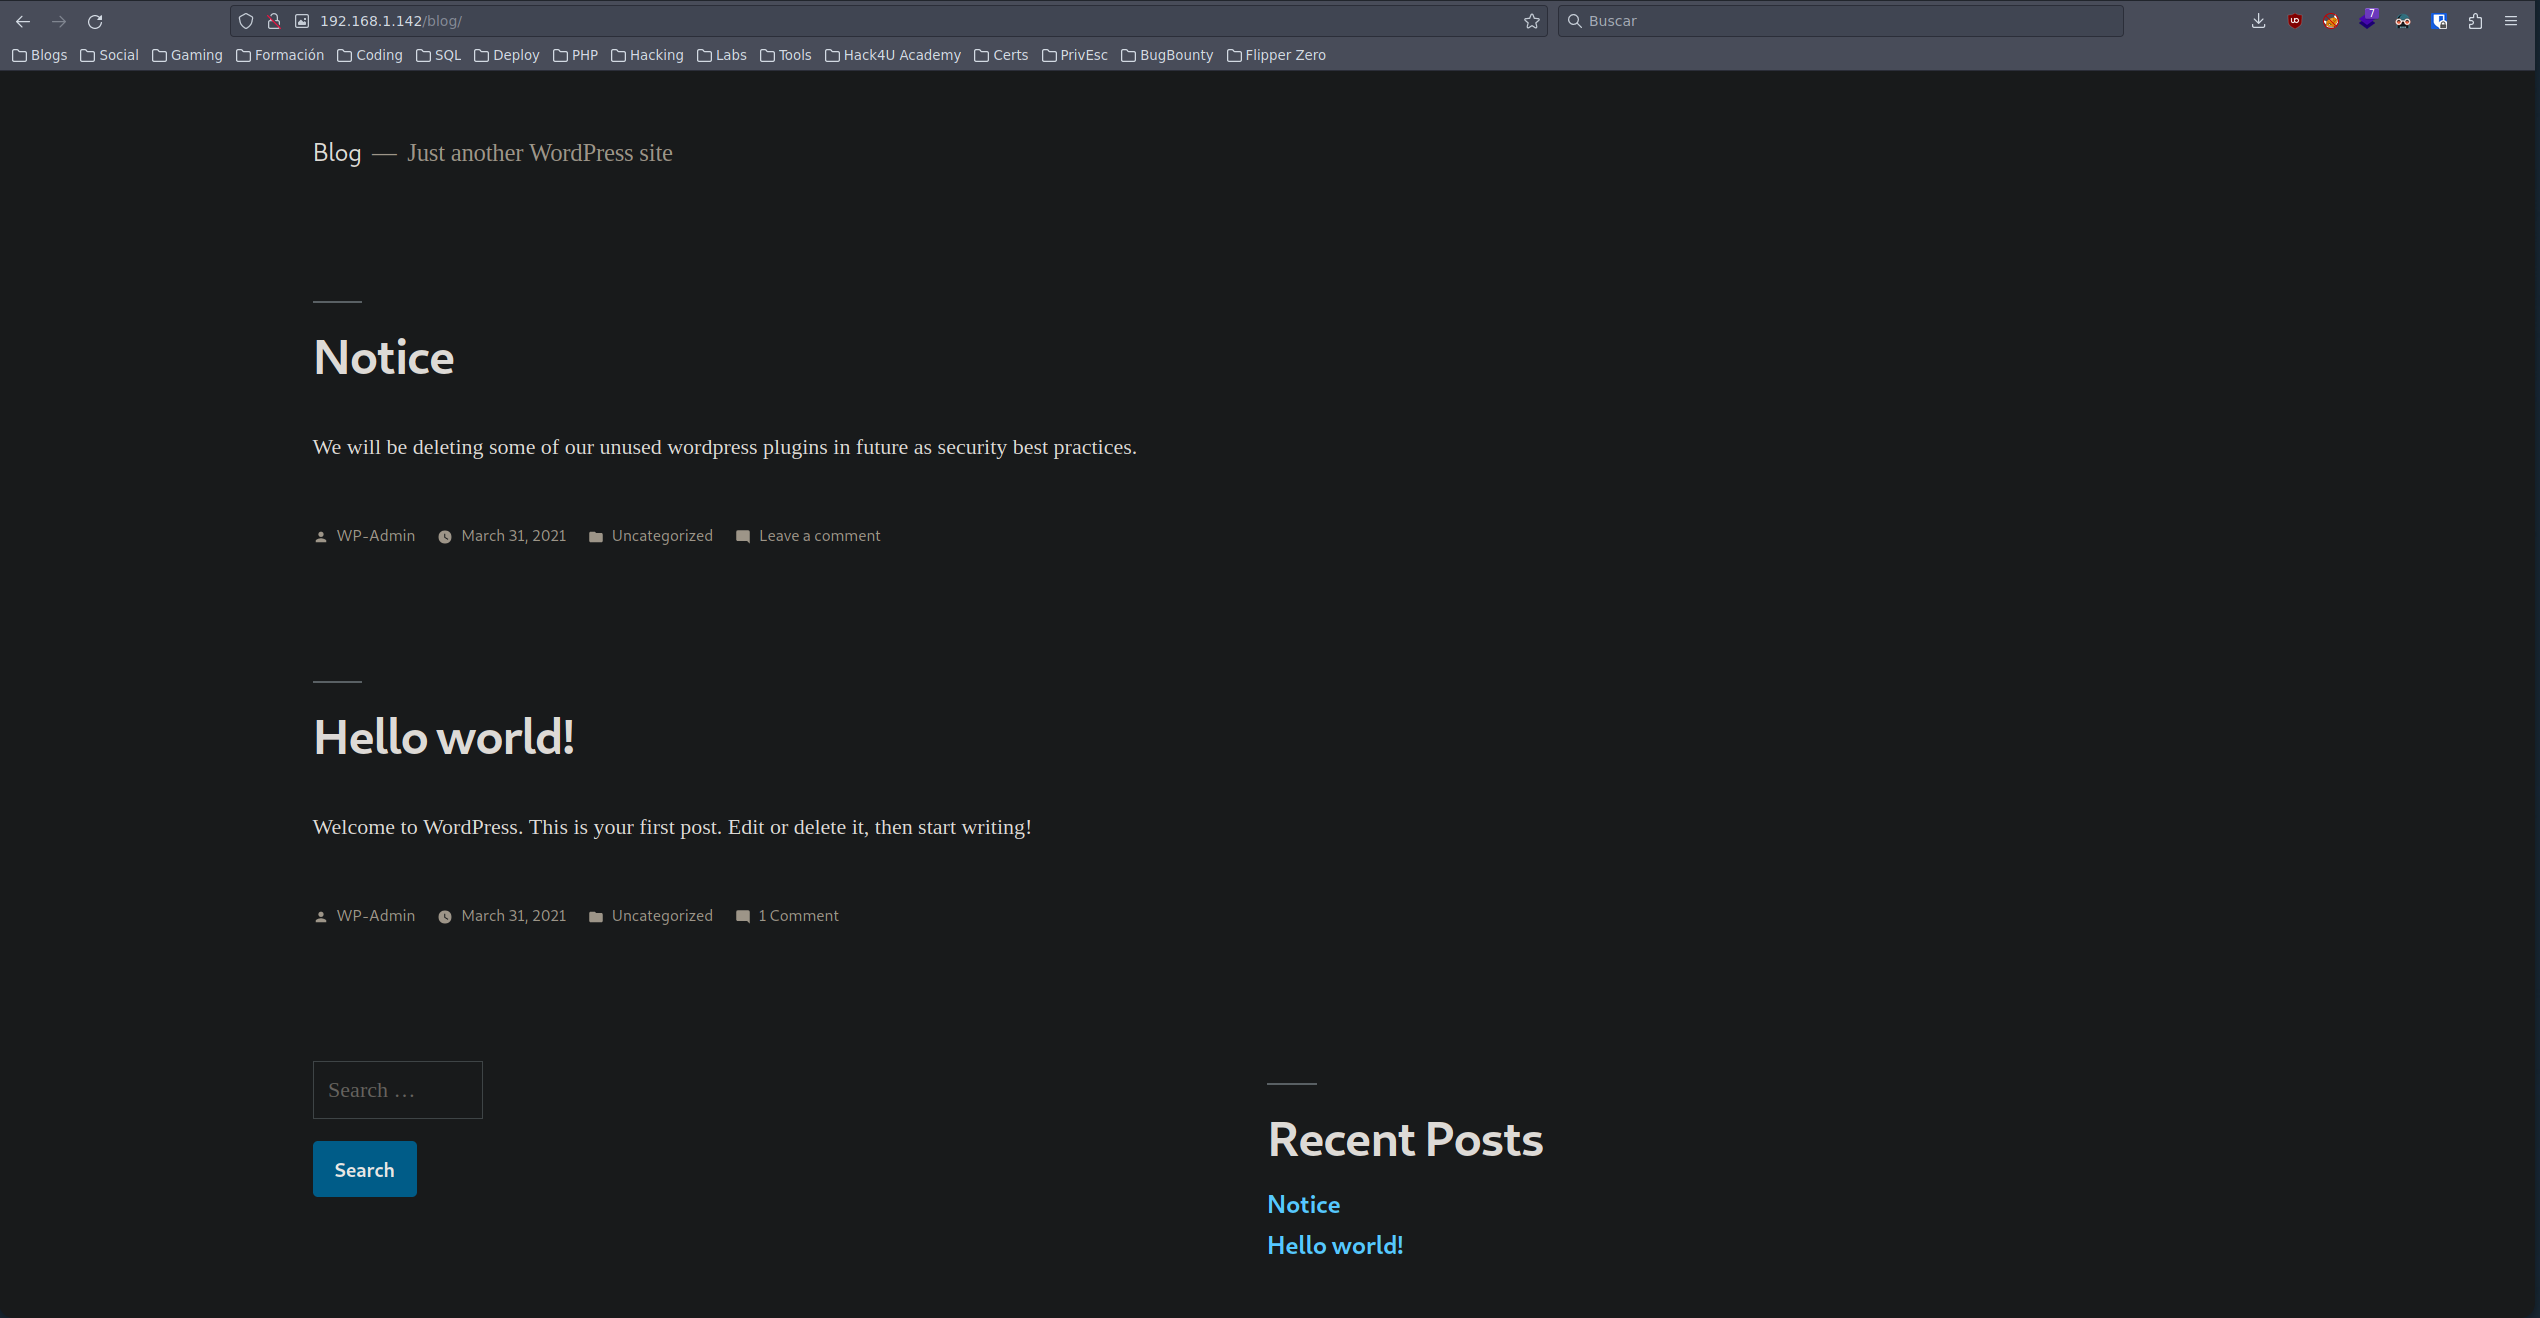 192.168.1.142/blog/
Buscar
7
Blogs Social Gaming Formación Coding SQL Deploy PHP Hacking Labs Tools Hack4U Academy Certs PrivEsc BugBounty Flipper Zero
Blog — Just another WordPress site
Notice
We will be deleting some of our unused wordpress plugins in future as security best practices.
WP-Admin March 31, 2021 Uncategorized Leave a comment
Hello world!
Welcome to WordPress. This is your first post. Edit or delete it, then start writing!
WP-Admin March 31, 2021 Uncategorized 1 Comment
Search …
Search
Recent Posts
Notice
Hello world!